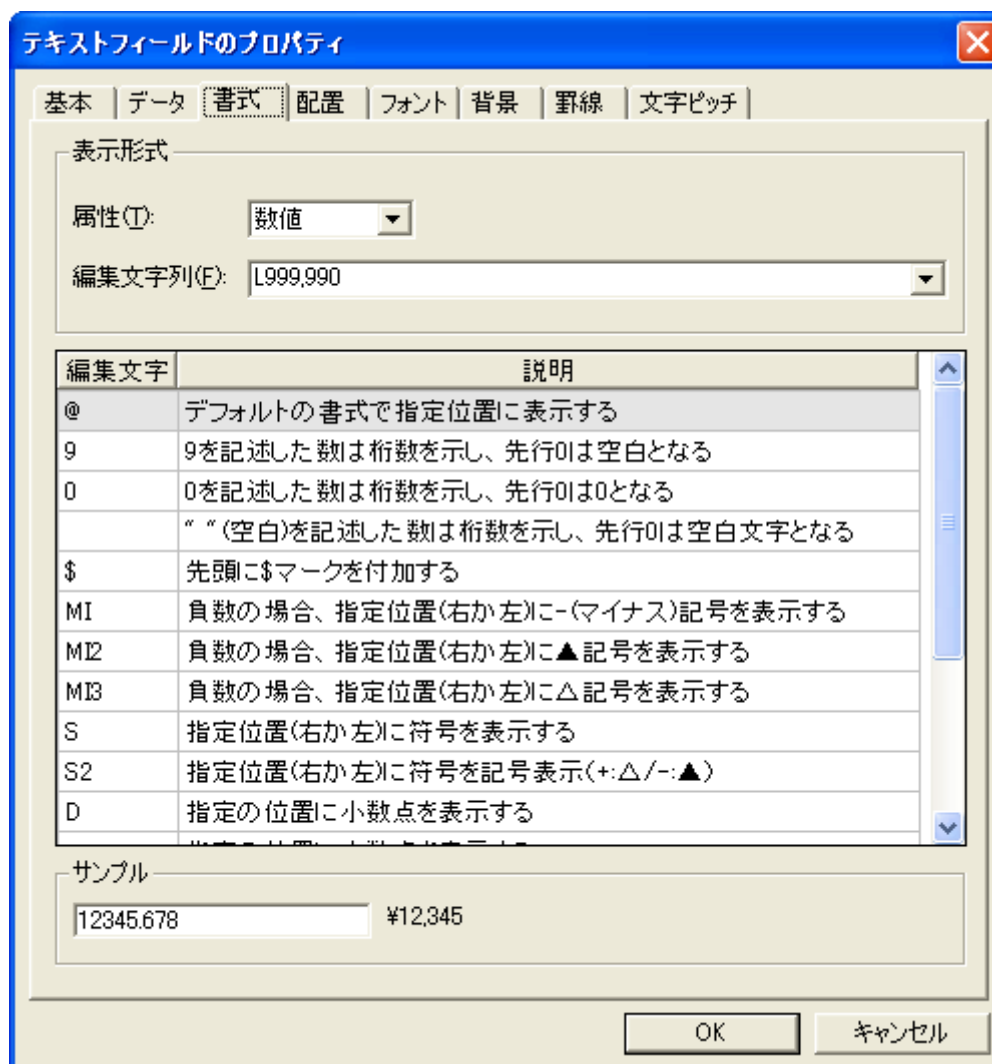 テキストフィールドのプロパティ
基本 データ 書式 配置 フォント 背景 罫線 文字ピッチ
表示形式
属性(T): 数値
編集文字列(F): L999,990
編集文字 説明
@ デフォルトの書式で指定位置に表示する
9 9を記述した数は桁数を示し、先行0は空白となる
0 0を記述した数は桁数を示し、先行0は0となる
" "(空白)を記述した数は桁数を示し、先行0は空白文字となる
$ 先頭に$マークを付加する
MI 負数の場合、指定位置(右か左)に-(マイナス)記号を表示する
MI2 負数の場合、指定位置(右か左)に▲記号を表示する
MI3 負数の場合、指定位置(右か左)に△記号を表示する
S 指定位置(右か左)に符号を表示する
S2 指定位置(右か左)に符号を記号表示(+:△/-:▲)
D 指定の位置に小数点を表示する
サンプル
12345.678 ¥12,345
OK キャンセル